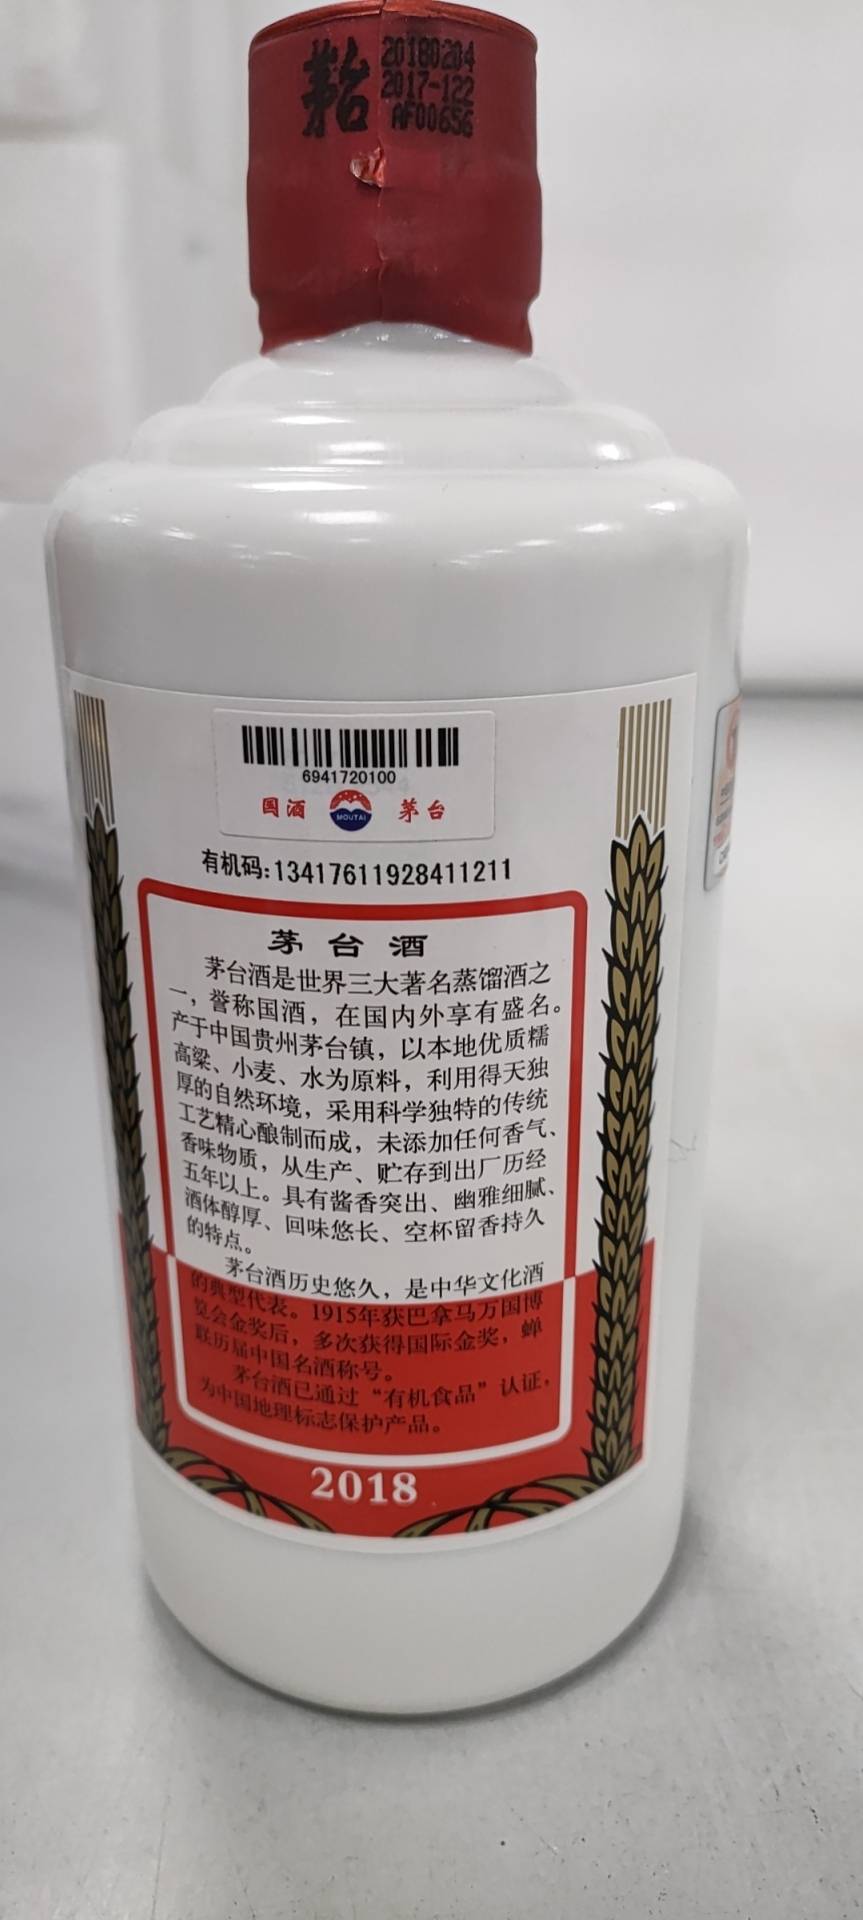 茅台
20180204
2017-122
AF00656
6941720100
国酒
MOUTAI
茅台
有机码:13417611928411211
茅台酒
茅台酒是世界三大著名蒸馏酒之
一，誉称国酒，在国内外享有盛名。
产于中国贵州茅台镇，以本地优质糯
高粱、小麦、水为原料，利用得天独
厚的自然环境，采用科学独特的传统
工艺精心酿制而成，未添加任何香气、
香味物质，从生产、贮存到出厂历经
五年以上。具有酱香突出、幽雅细腻、
酒体醇厚、回味悠长、空杯留香持久
的特点。
茅台酒历史悠久，是中华文化酒
的典型代表。1915年获巴拿马万国博
览会金奖后，多次获得国际金奖，蝉
联历届中国名酒称号。
茅台酒已通过“有机食品”认证，
为中国地理标志保护产品。
2018